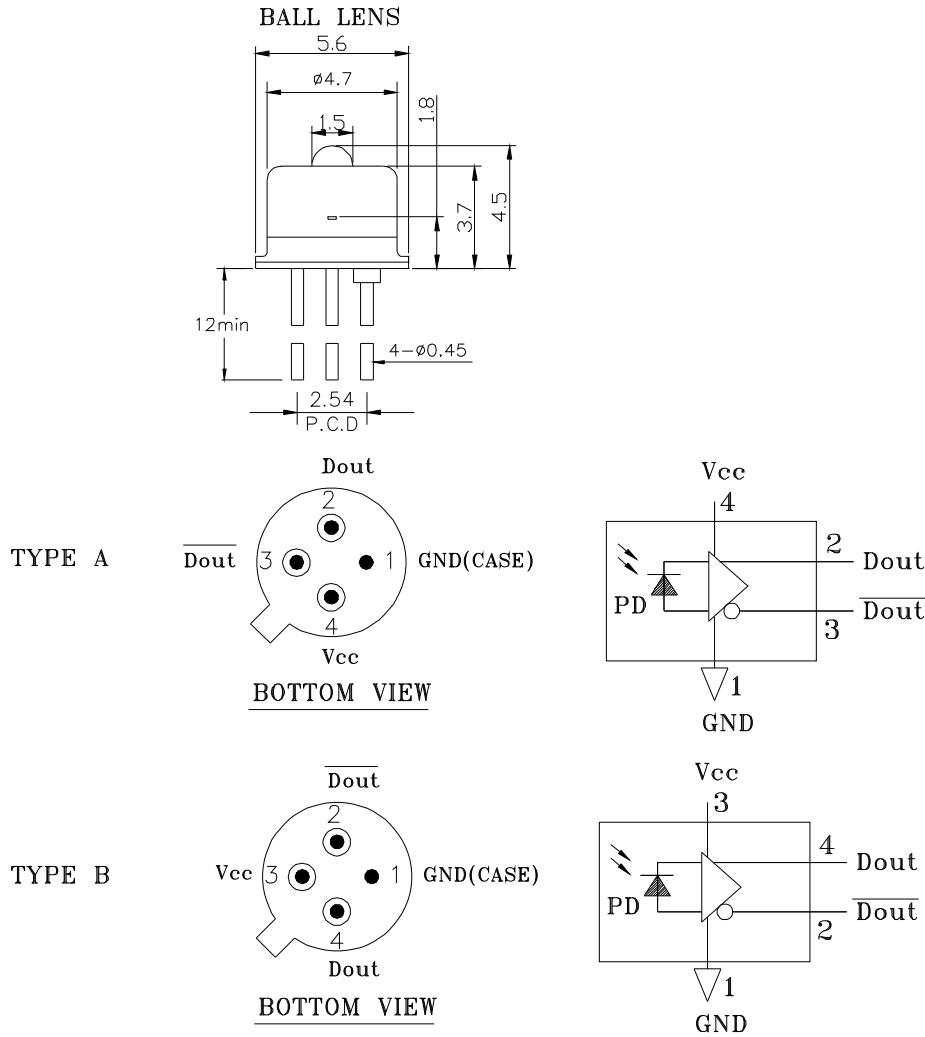 BALL LENS
5.6
ø4.7
1.8
1.5
3.7
4.5
12min
4-ø0.45
2.54
P.C.D
TYPE A
Dout
2
Dout
3
1
GND(CASE)
4
Vcc
BOTTOM VIEW
Vcc
4
2
Dout
PD
Dout
3
1
GND
TYPE B
Dout
2
Vcc
3
1
GND(CASE)
4
Dout
BOTTOM VIEW
Vcc
3
4
Dout
PD
Dout
2
1
GND